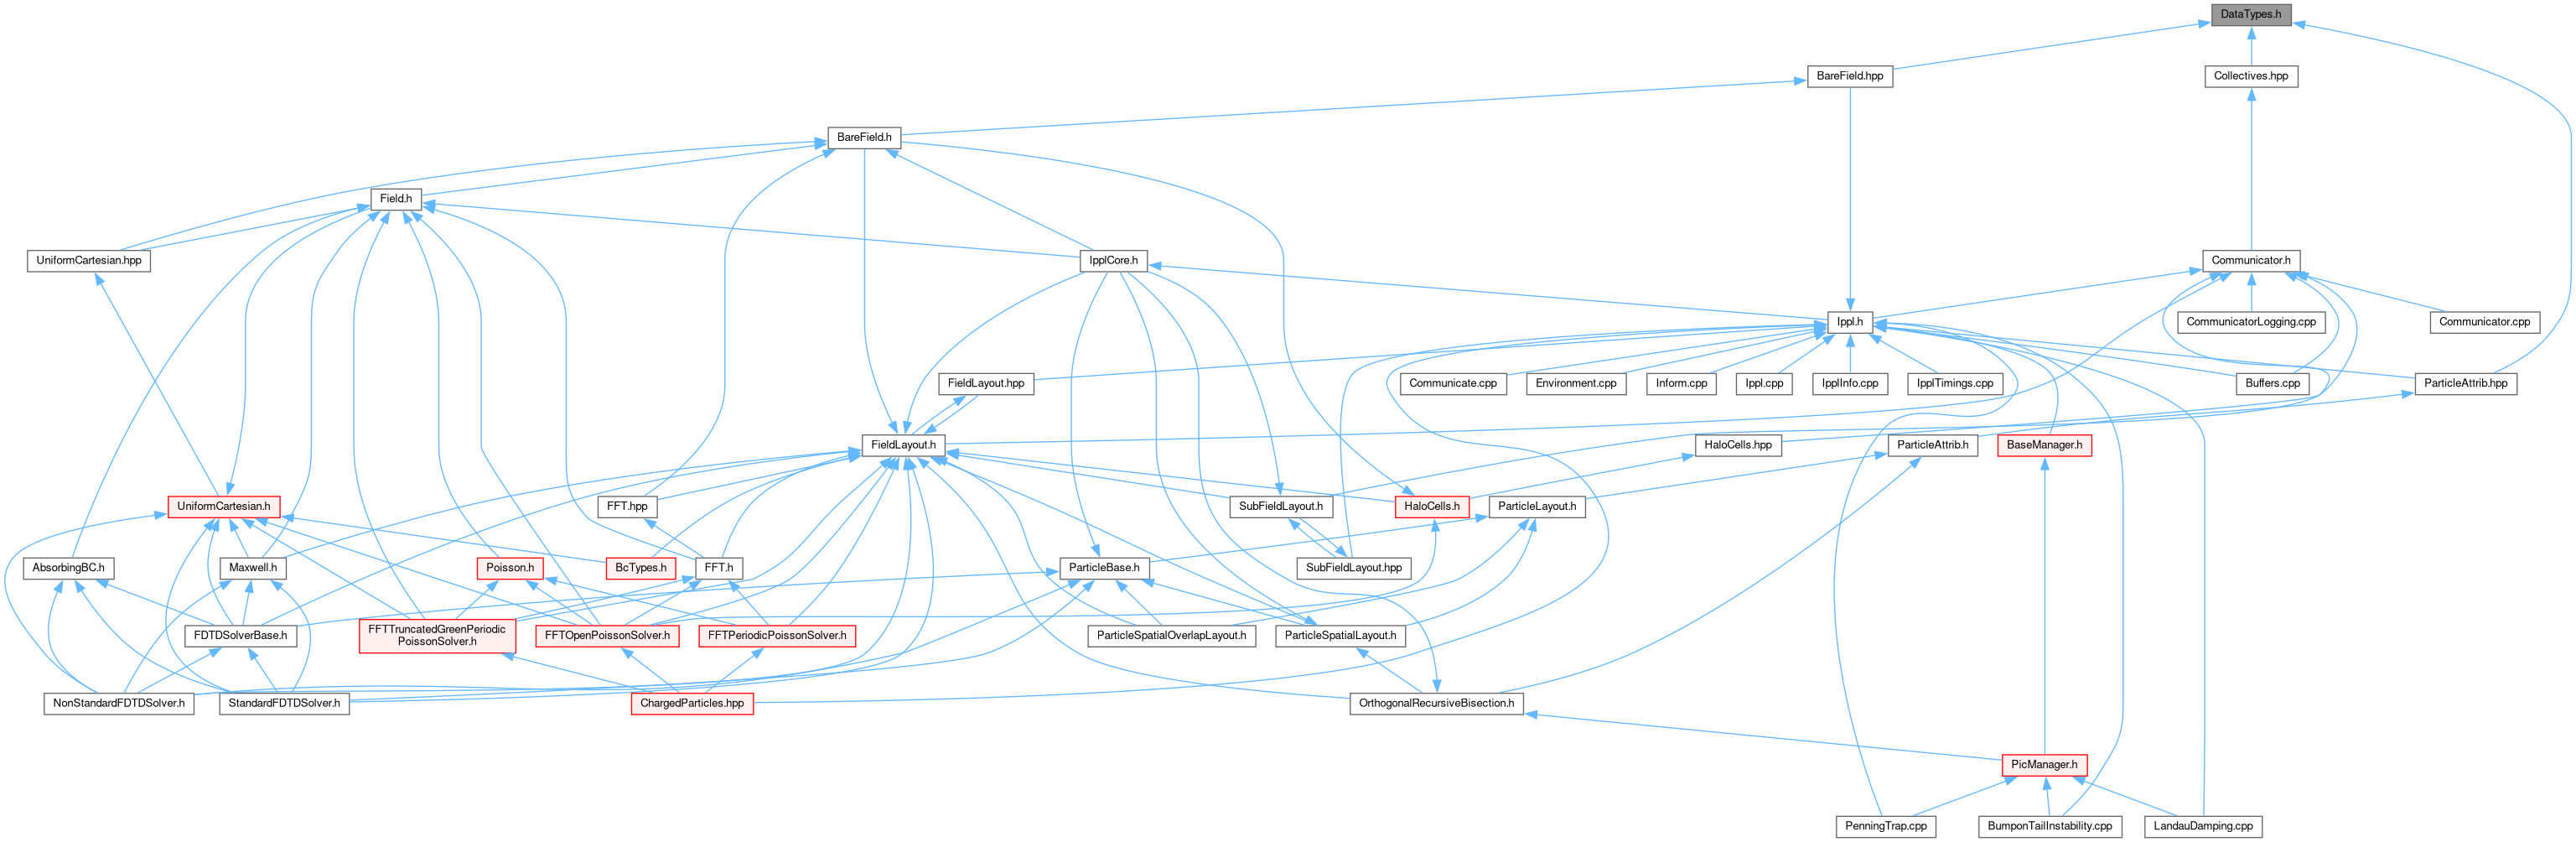 DataTypes.h
BareField.hpp
Collectives.hpp
BareField.h
Field.h
UniformCartesian.hpp
IpplCore.h
Communicator.h
Ippl.h
CommunicatorLogging.cpp
Communicator.cpp
FieldLayout.hpp
Communicate.cpp
Environment.cpp
Inform.cpp
Ippl.cpp
IpplInfo.cpp
IpplTimings.cpp
Buffers.cpp
ParticleAttrib.hpp
FieldLayout.h
HaloCells.hpp
ParticleAttrib.h
BaseManager.h
UniformCartesian.h
FFT.hpp
SubFieldLayout.h
HaloCells.h
ParticleLayout.h
AbsorbingBC.h
Maxwell.h
Poisson.h
BcTypes.h
FFT.h
ParticleBase.h
SubFieldLayout.hpp
FDTDSolverBase.h
FFTTruncatedGreenPeriodic
PoissonSolver.h
FFTOpenPoissonSolver.h
FFTPeriodicPoissonSolver.h
ParticleSpatialOverlapLayout.h
ParticleSpatialLayout.h
NonStandardFDTDSolver.h
StandardFDTDSolver.h
ChargedParticles.hpp
OrthogonalRecursiveBisection.h
PicManager.h
PenningTrap.cpp
BumponTailInstability.cpp
LandauDamping.cpp